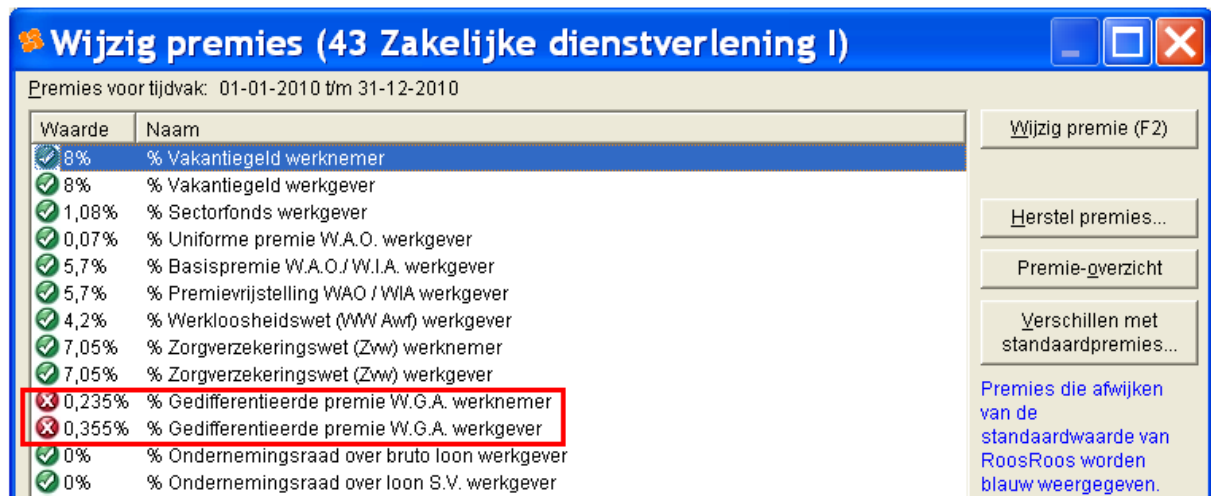 Wijzig premies (43 Zakelijke dienstverlening I)
Premies voor tijdvak: 01-01-2010 t/m 31-12-2010
Waarde Naam
8% % Vakantiegeld werknemer
8% % Vakantiegeld werkgever
1,08% % Sectorfonds werkgever
0,07% % Uniforme premie W.A.O. werkgever
5,7% % Basispremie W.A.O./ W.I.A. werkgever
5,7% % Premievrijstelling WAO / WIA werkgever
4,2% % Werkloosheidswet (WW Awf) werkgever
7,05% % Zorgverzekeringswet (Zvw) werknemer
7,05% % Zorgverzekeringswet (Zvw) werkgever
0,235% % Gedifferentieerde premie W.G.A. werknemer
0,355% % Gedifferentieerde premie W.G.A. werkgever
0% % Ondernemingsraad over bruto loon werkgever
0% % Ondernemingsraad over loon S.V. werkgever
Wijzig premie (F2)
Herstel premies...
Premie-overzicht
Verschillen met
standaardpremies...
Premies die afwijken
van de
standaardwaarde van
RoosRoos worden
blauw weergegeven.